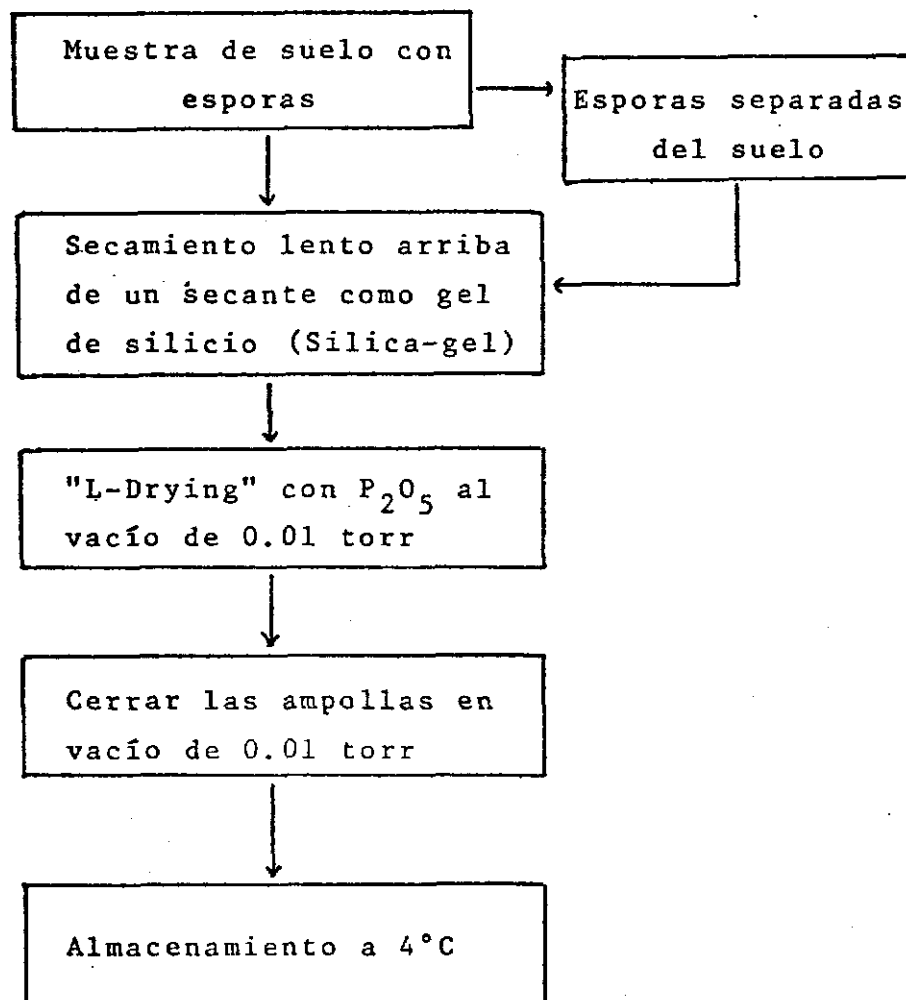 Muestra de suelo con
esporas
Esporas separadas
del suelo
Secamiento lento arriba
de un secante como gel
de silicio (Silica-gel)
"L-Drying" con P₂O₅ al
vacío de 0.01 torr
Cerrar las ampollas en
vacío de 0.01 torr
Almacenamiento a 4°C